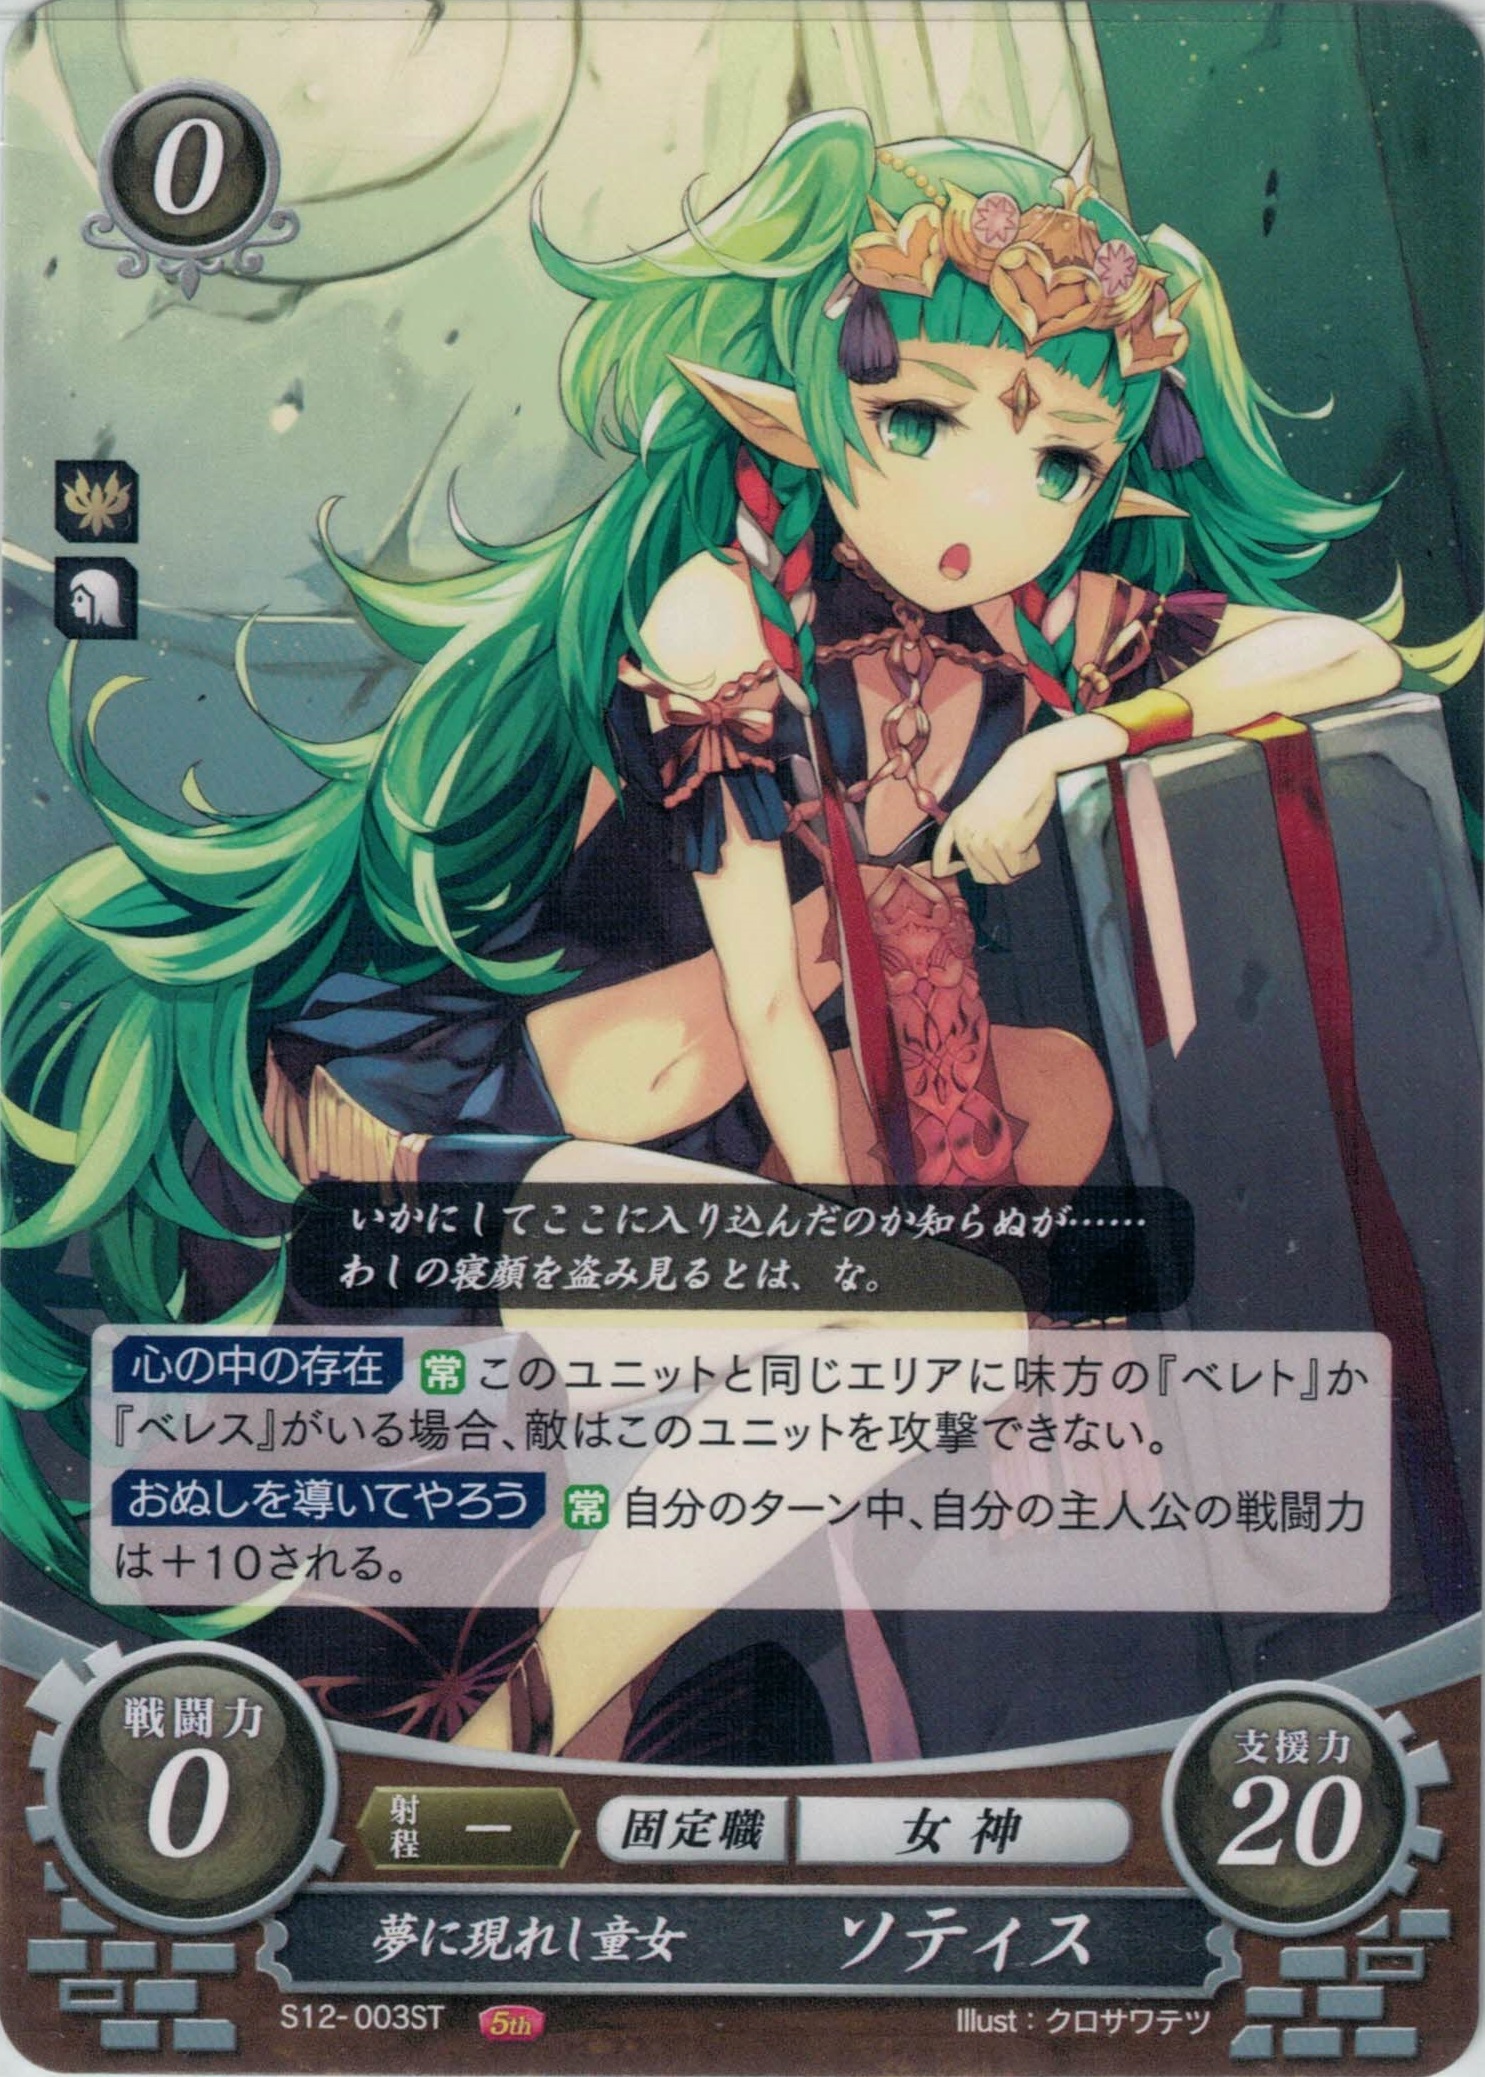 0
いかにしてここに入り込んだのか知らぬが……
わしの寝顔を盗み見るとは、な。
心の中の存在 常 このユニットと同じエリアに味方の『ベレト』か
『ベレス』がいる場合、敵はこのユニットを攻撃できない。
おぬしを導いてやろう 常 自分のターン中、自分の主人公の戦闘力
は＋10される。
戦闘力
0
射程 —
固定職 女神
支援力
20
夢に現れし童女 ソティス
S12-003ST 5th Illust：クロサワテツ